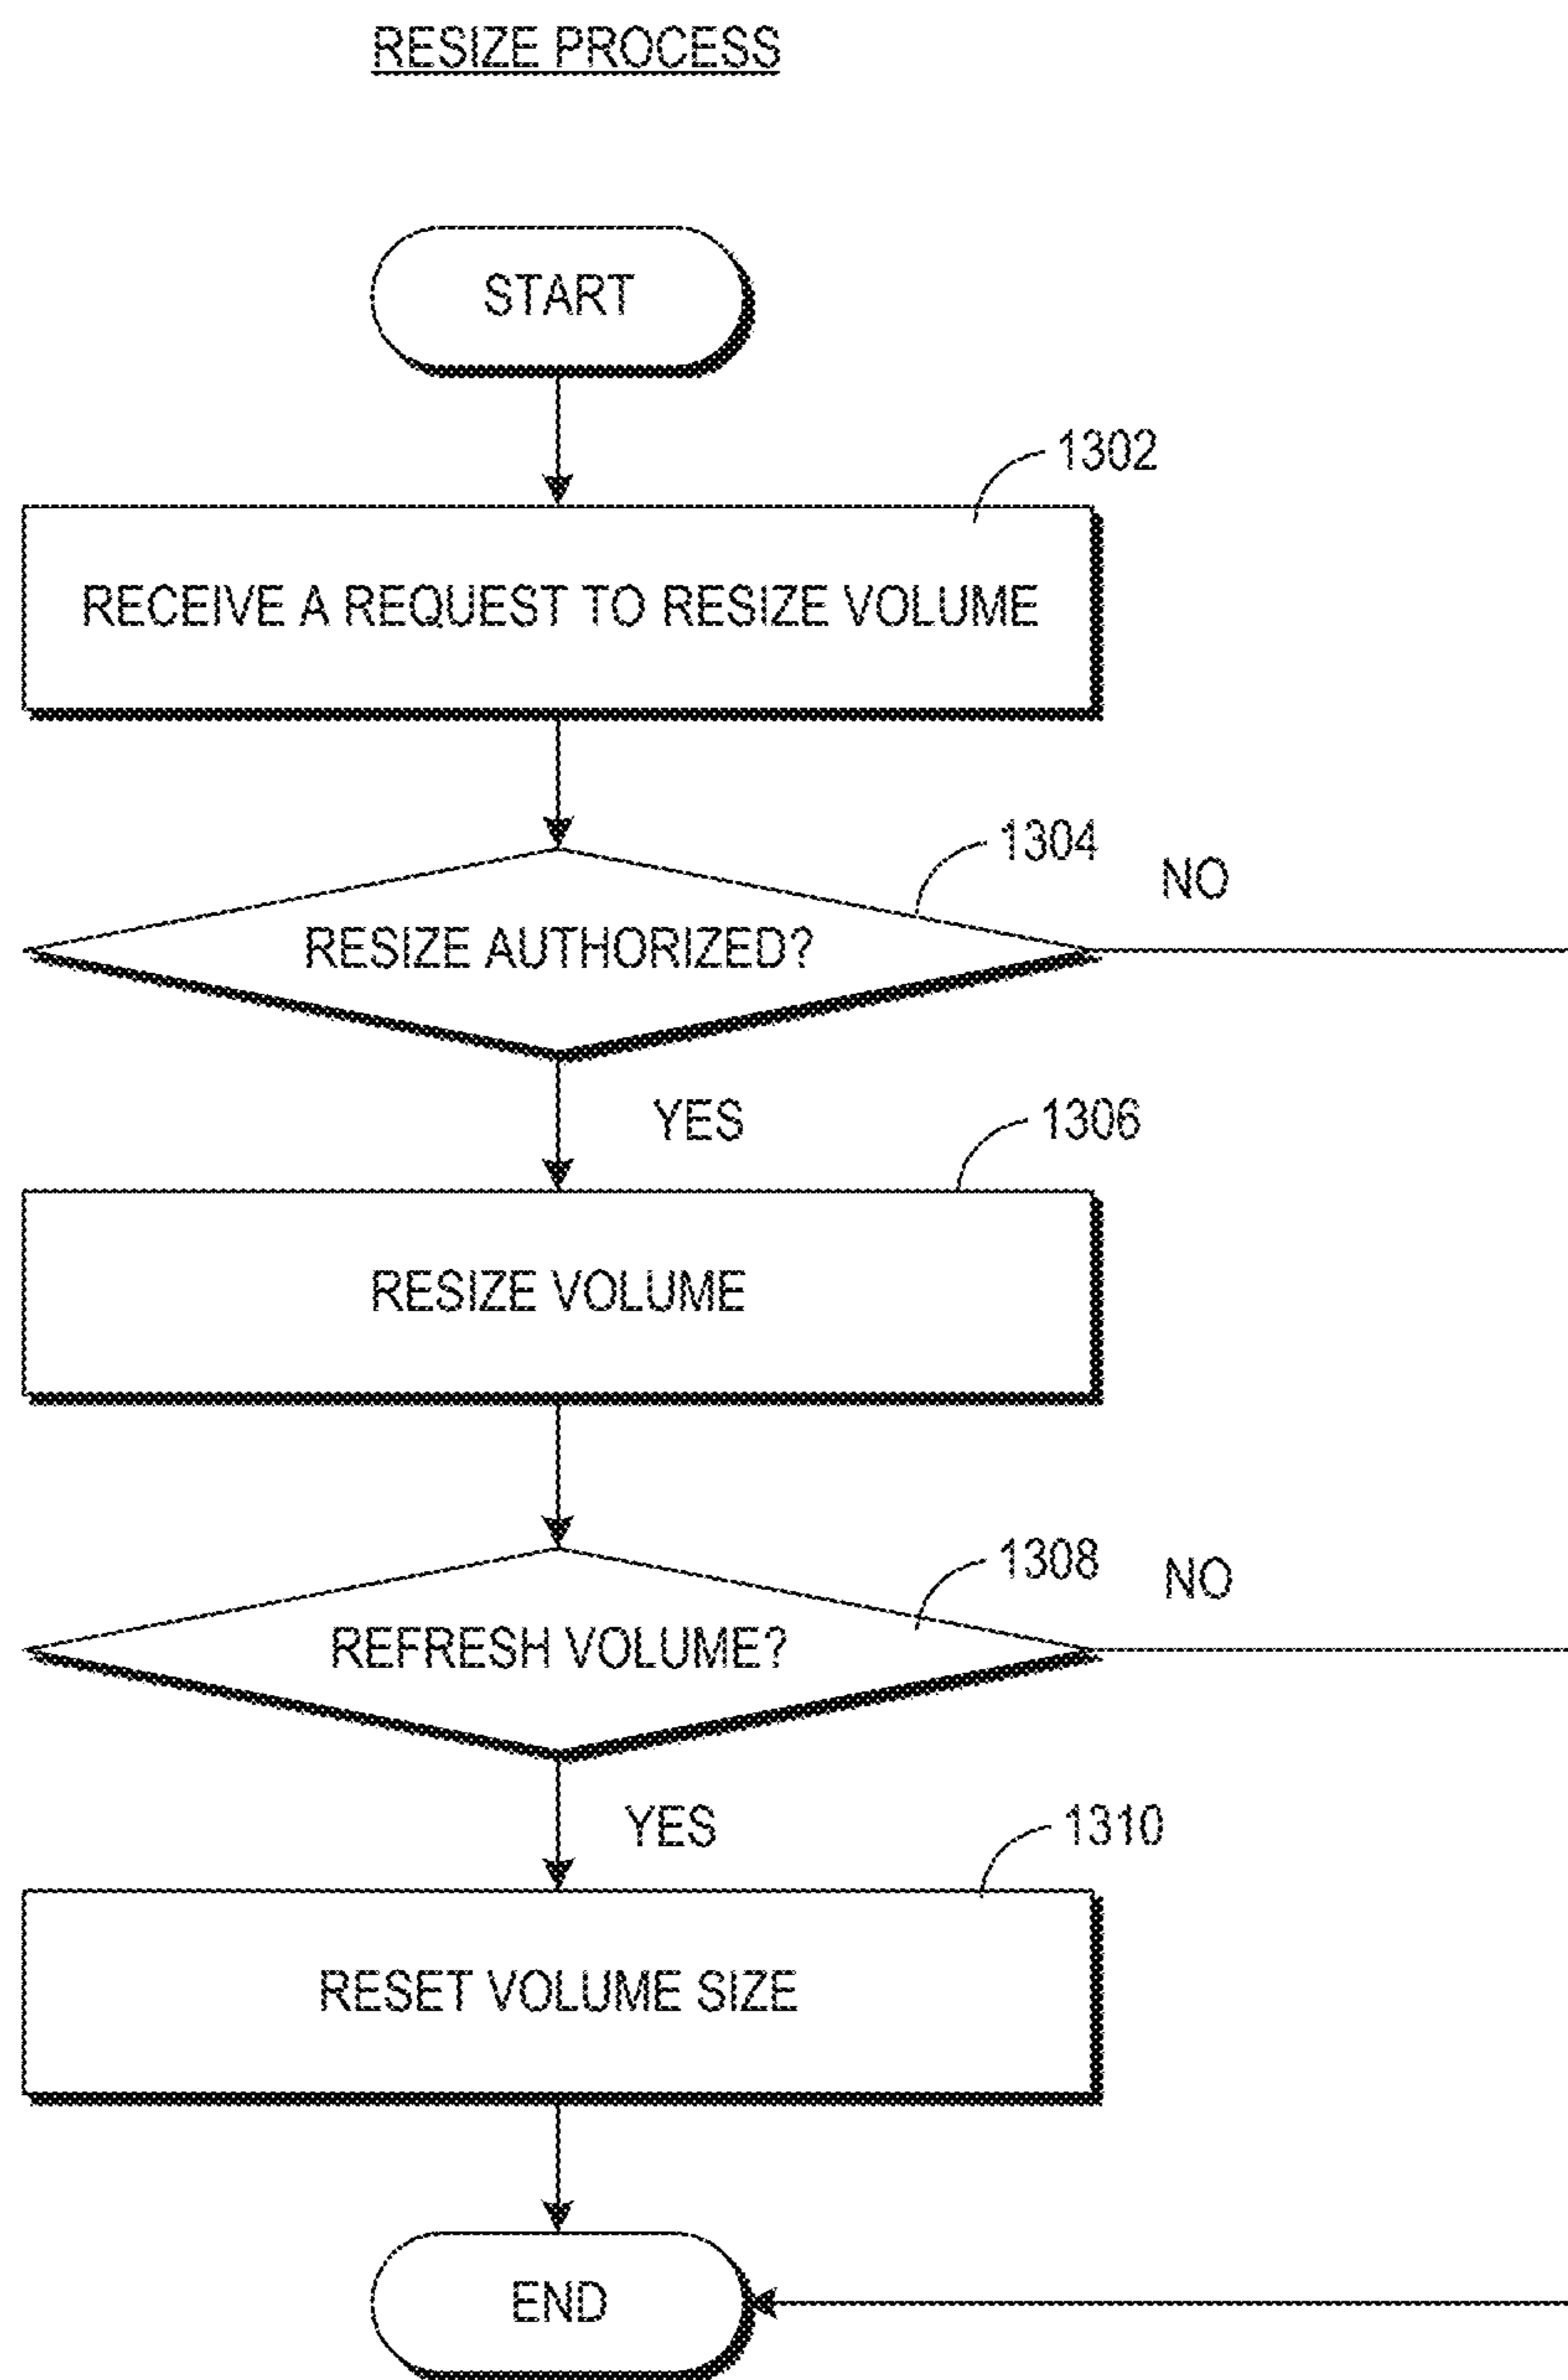 RESIZE PROCESS
START
1302
RECEIVE A REQUEST TO RESIZE VOLUME
1304
NO
RESIZE AUTHORIZED?
YES
1306
RESIZE VOLUME
1308
NO
REFRESH VOLUME?
YES
1310
RESET VOLUME SIZE
END